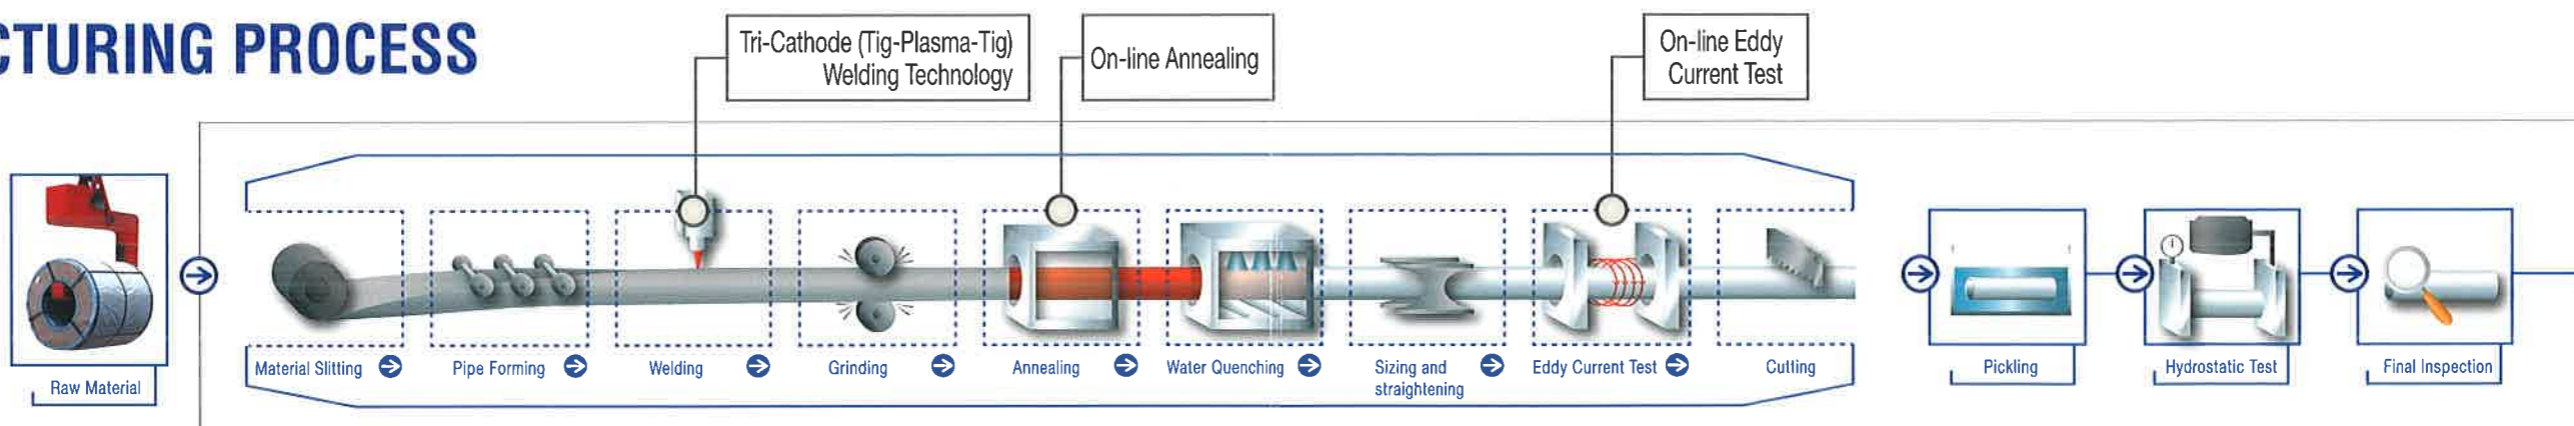 CTURING PROCESS
Tri-Cathode (Tig-Plasma-Tig)
Welding Technology
On-line Annealing
On-line Eddy
Current Test
Raw Material
Material Slitting
Pipe Forming
Welding
Grinding
Annealing
Water Quenching
Sizing and
straightening
Eddy Current Test
Cutting
Pickling
Hydrostatic Test
Final Inspection